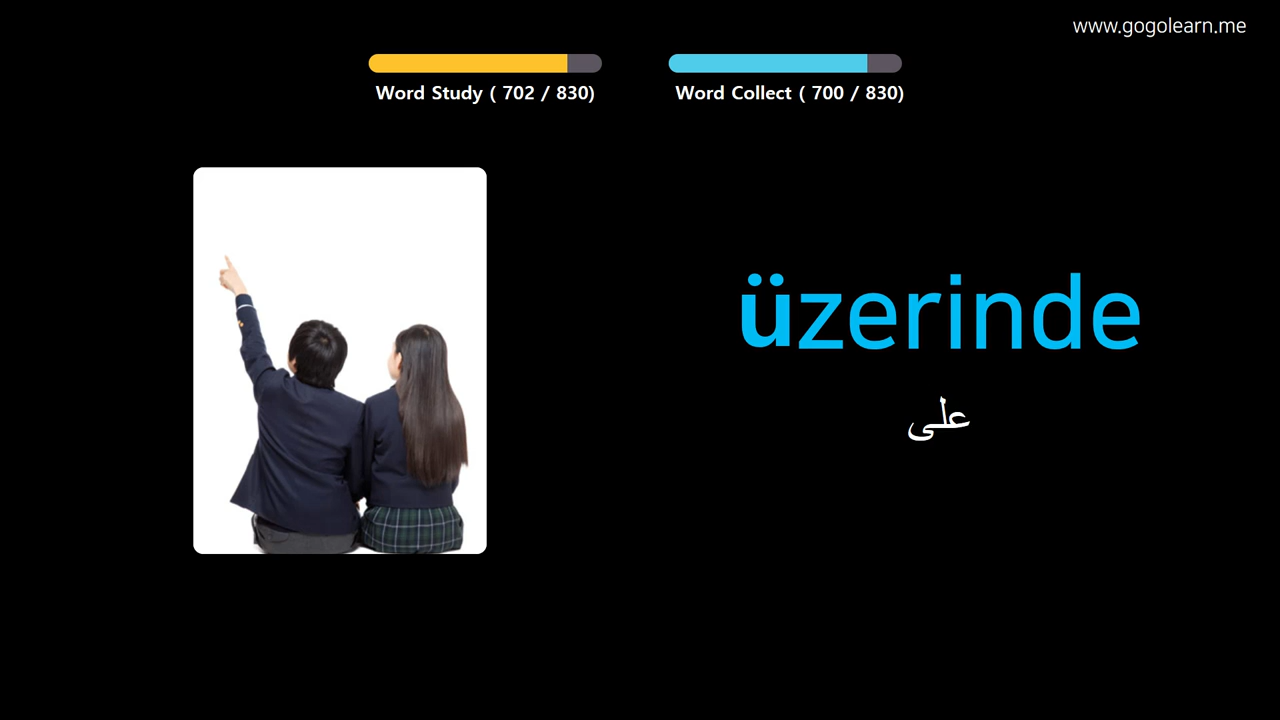 www.gogolearn.me
Word Study ( 702 / 830)
Word Collect ( 700 / 830)
üzerinde
على